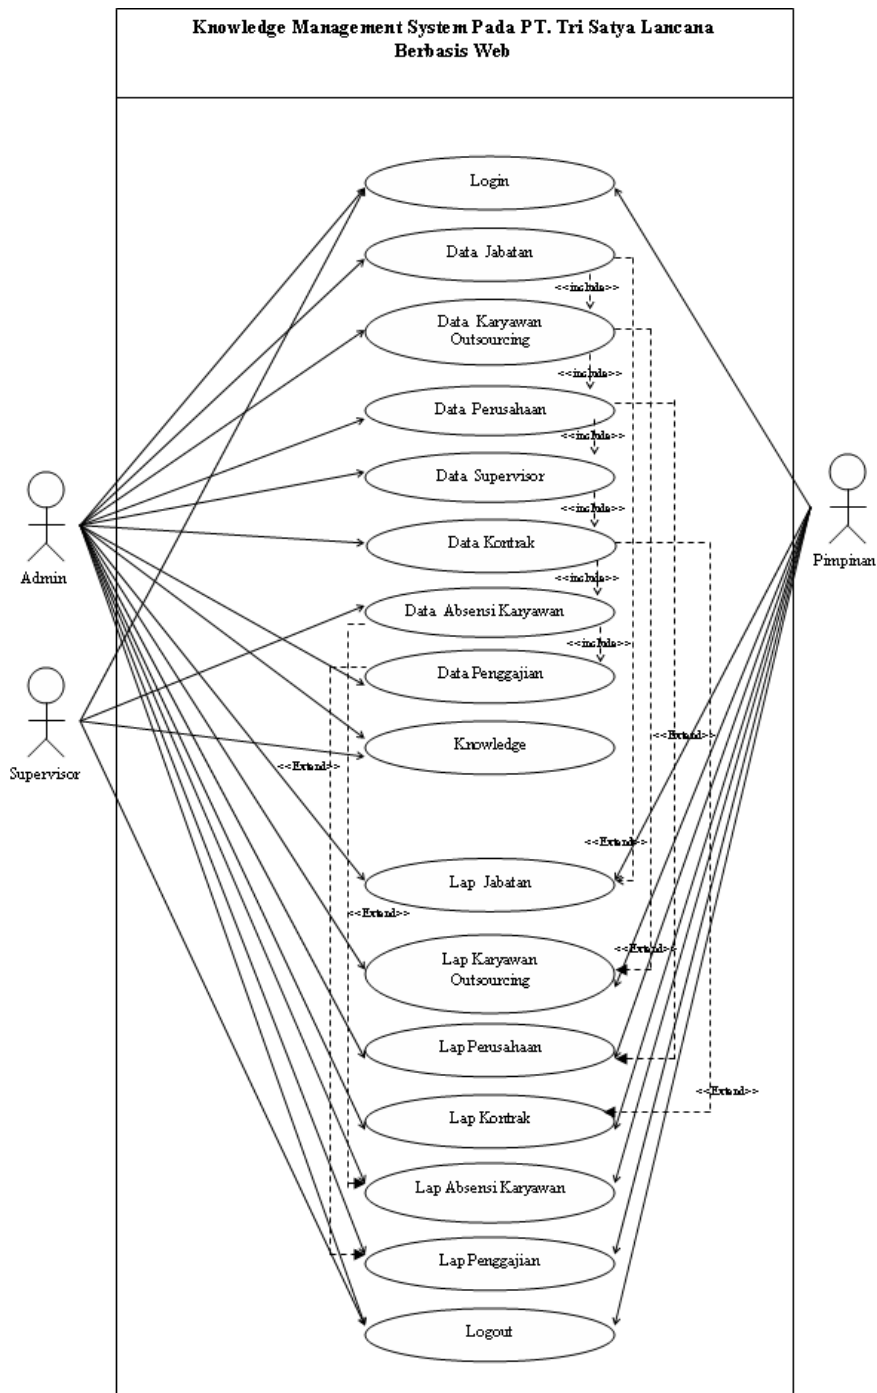 Knowledge Management System Pada PT. Tri Satya Lancana
Berbasis Web
Login
Data Jabatan
<<include>>
Data Karyawan
Outsourcing
<<include>>
Data Perusahaan
<<include>>
Data Supervisor
<<include>>
Data Kontrak
Admin
Pimpinan
<<include>>
Data Absensi Karyawan
<<include>>
Data Penggajian
Supervisor
Knowledge
<<Extend>>
<<Extend>>
<<Extend>>
Lap Jabatan
<<Extend>>
<<Extend>>
Lap Karyawan
Outsourcing
Lap Perusahaan
<<Extend>>
Lap Kontrak
Lap Absensi Karyawan
Lap Penggajian
Logout